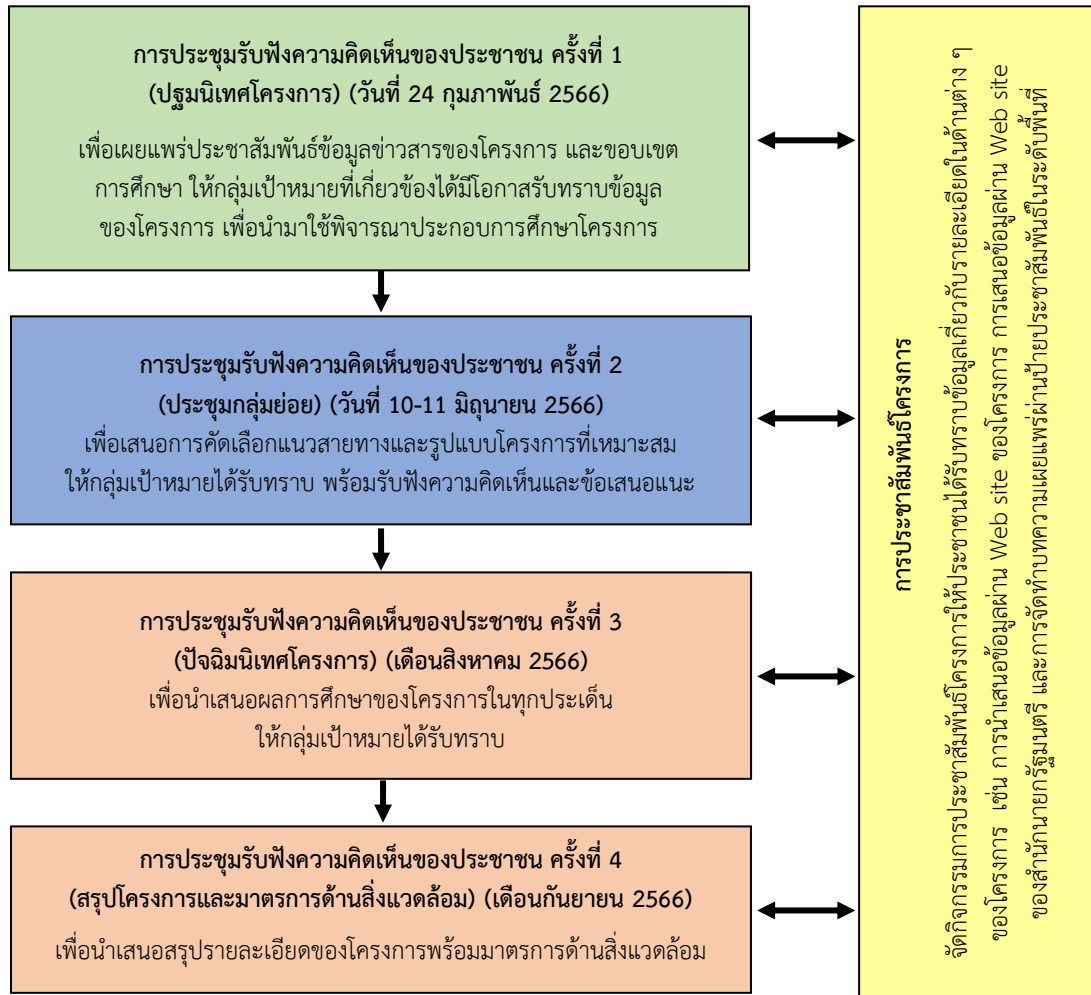 การประชุมรับฟังความคิดเห็นของประชาชน ครั้งที่ 1
(ปฐมนิเทศโครงการ) (วันที่ 24 กุมภาพันธ์ 2566)
เพื่อเผยแพร่ประชาสัมพันธ์ข้อมูลข่าวสารของโครงการ และขอบเขต
การศึกษา ให้กลุ่มเป้าหมายที่เกี่ยวข้องได้มีโอกาสรับทราบข้อมูล
ของโครงการ เพื่อนำมาใช้พิจารณาประกอบการศึกษาโครงการ
การประชุมรับฟังความคิดเห็นของประชาชน ครั้งที่ 2
(ประชุมกลุ่มย่อย) (วันที่ 10-11 มิถุนายน 2566)
เพื่อเสนอการคัดเลือกแนวสายทางและรูปแบบโครงการที่เหมาะสม
ให้กลุ่มเป้าหมายได้รับทราบ พร้อมรับฟังความคิดเห็นและข้อเสนอแนะ
การประชุมรับฟังความคิดเห็นของประชาชน ครั้งที่ 3
(ปัจฉิมนิเทศโครงการ) (เดือนสิงหาคม 2566)
เพื่อนำเสนอผลการศึกษาของโครงการในทุกประเด็น
ให้กลุ่มเป้าหมายได้รับทราบ
การประชุมรับฟังความคิดเห็นของประชาชน ครั้งที่ 4
(สรุปโครงการและมาตรการด้านสิ่งแวดล้อม) (เดือนกันยายน 2566)
เพื่อนำเสนอสรุปรายละเอียดของโครงการพร้อมมาตรการด้านสิ่งแวดล้อม
การประชาสัมพันธ์โครงการ
จัดกิจกรรมการประชาสัมพันธ์โครงการให้ประชาชนได้รับทราบข้อมูลเกี่ยวกับรายละเอียดในด้านต่าง ๆ
ของโครงการ เช่น การนำเสนอข้อมูลผ่าน Web site ของโครงการ การเสนอข้อมูลผ่าน Web site
ของสำนักนายกรัฐมนตรี และการจัดทำบทความเผยแพร่ผ่านป้ายประชาสัมพันธ์ในระดับพื้นที่